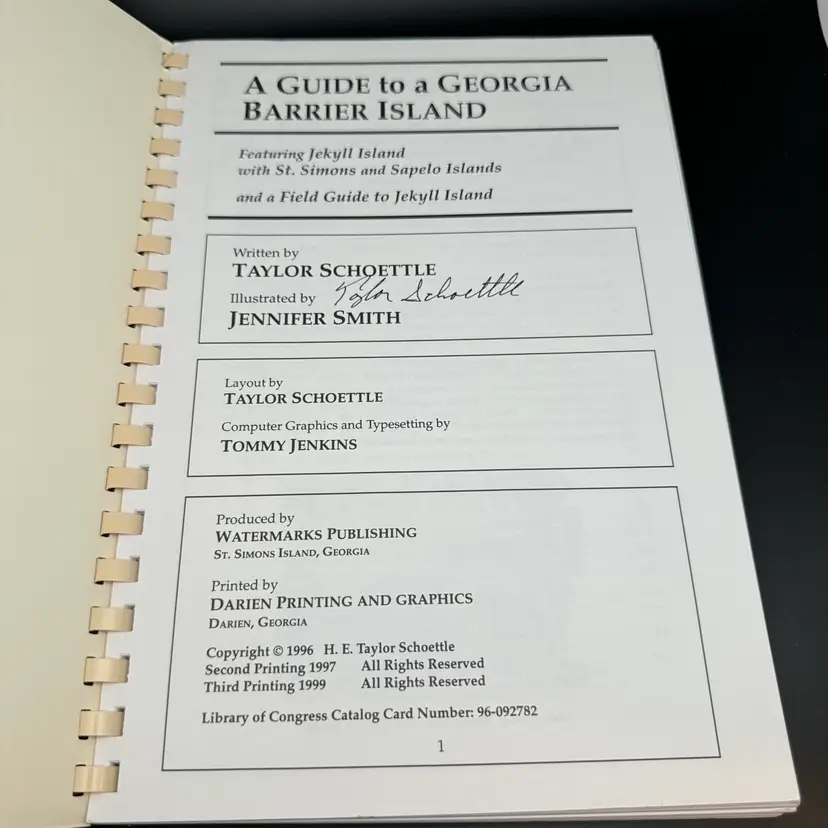 A GUIDE to a GEORGIA
BARRIER ISLAND
Featuring Jekyll Island
with St. Simons and Sapelo Islands
and a Field Guide to Jekyll Island
Written by
TAYLOR SCHOETTLE
Taylor Schoettle
Illustrated by
JENNIFER SMITH
Layout by
TAYLOR SCHOETTLE
Computer Graphics and Typesetting by
TOMMY JENKINS
Produced by
WATERMARKS PUBLISHING
ST. SIMONS ISLAND, GEORGIA
Printed by
DARIEN PRINTING AND GRAPHICS
DARIEN, GEORGIA
Copyright © 1996 H. E. Taylor Schoettle
Second Printing 1997 All Rights Reserved
Third Printing 1999 All Rights Reserved
Library of Congress Catalog Card Number: 96-092782
1